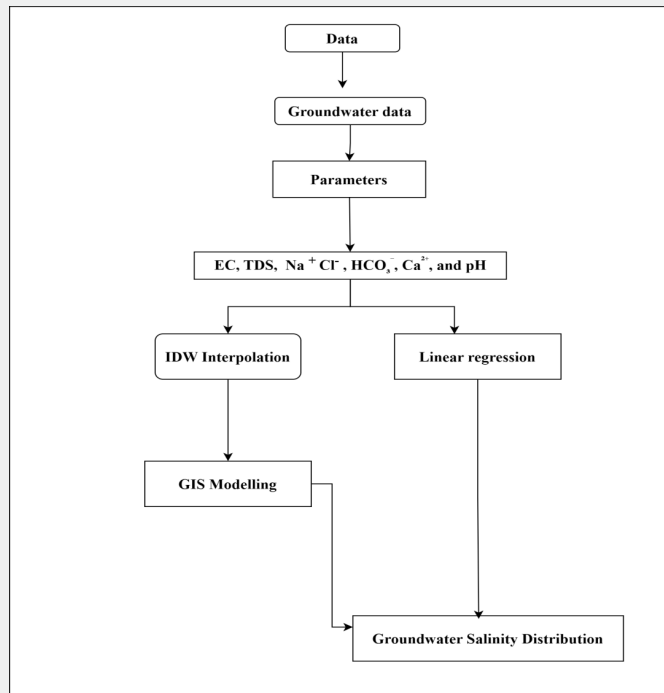 Data
Groundwater data
Parameters
EC, TDS, Na⁺ Cl⁻, HCO₃⁻, Ca²⁺, and pH
IDW Interpolation
Linear regression
GIS Modelling
Groundwater Salinity Distribution